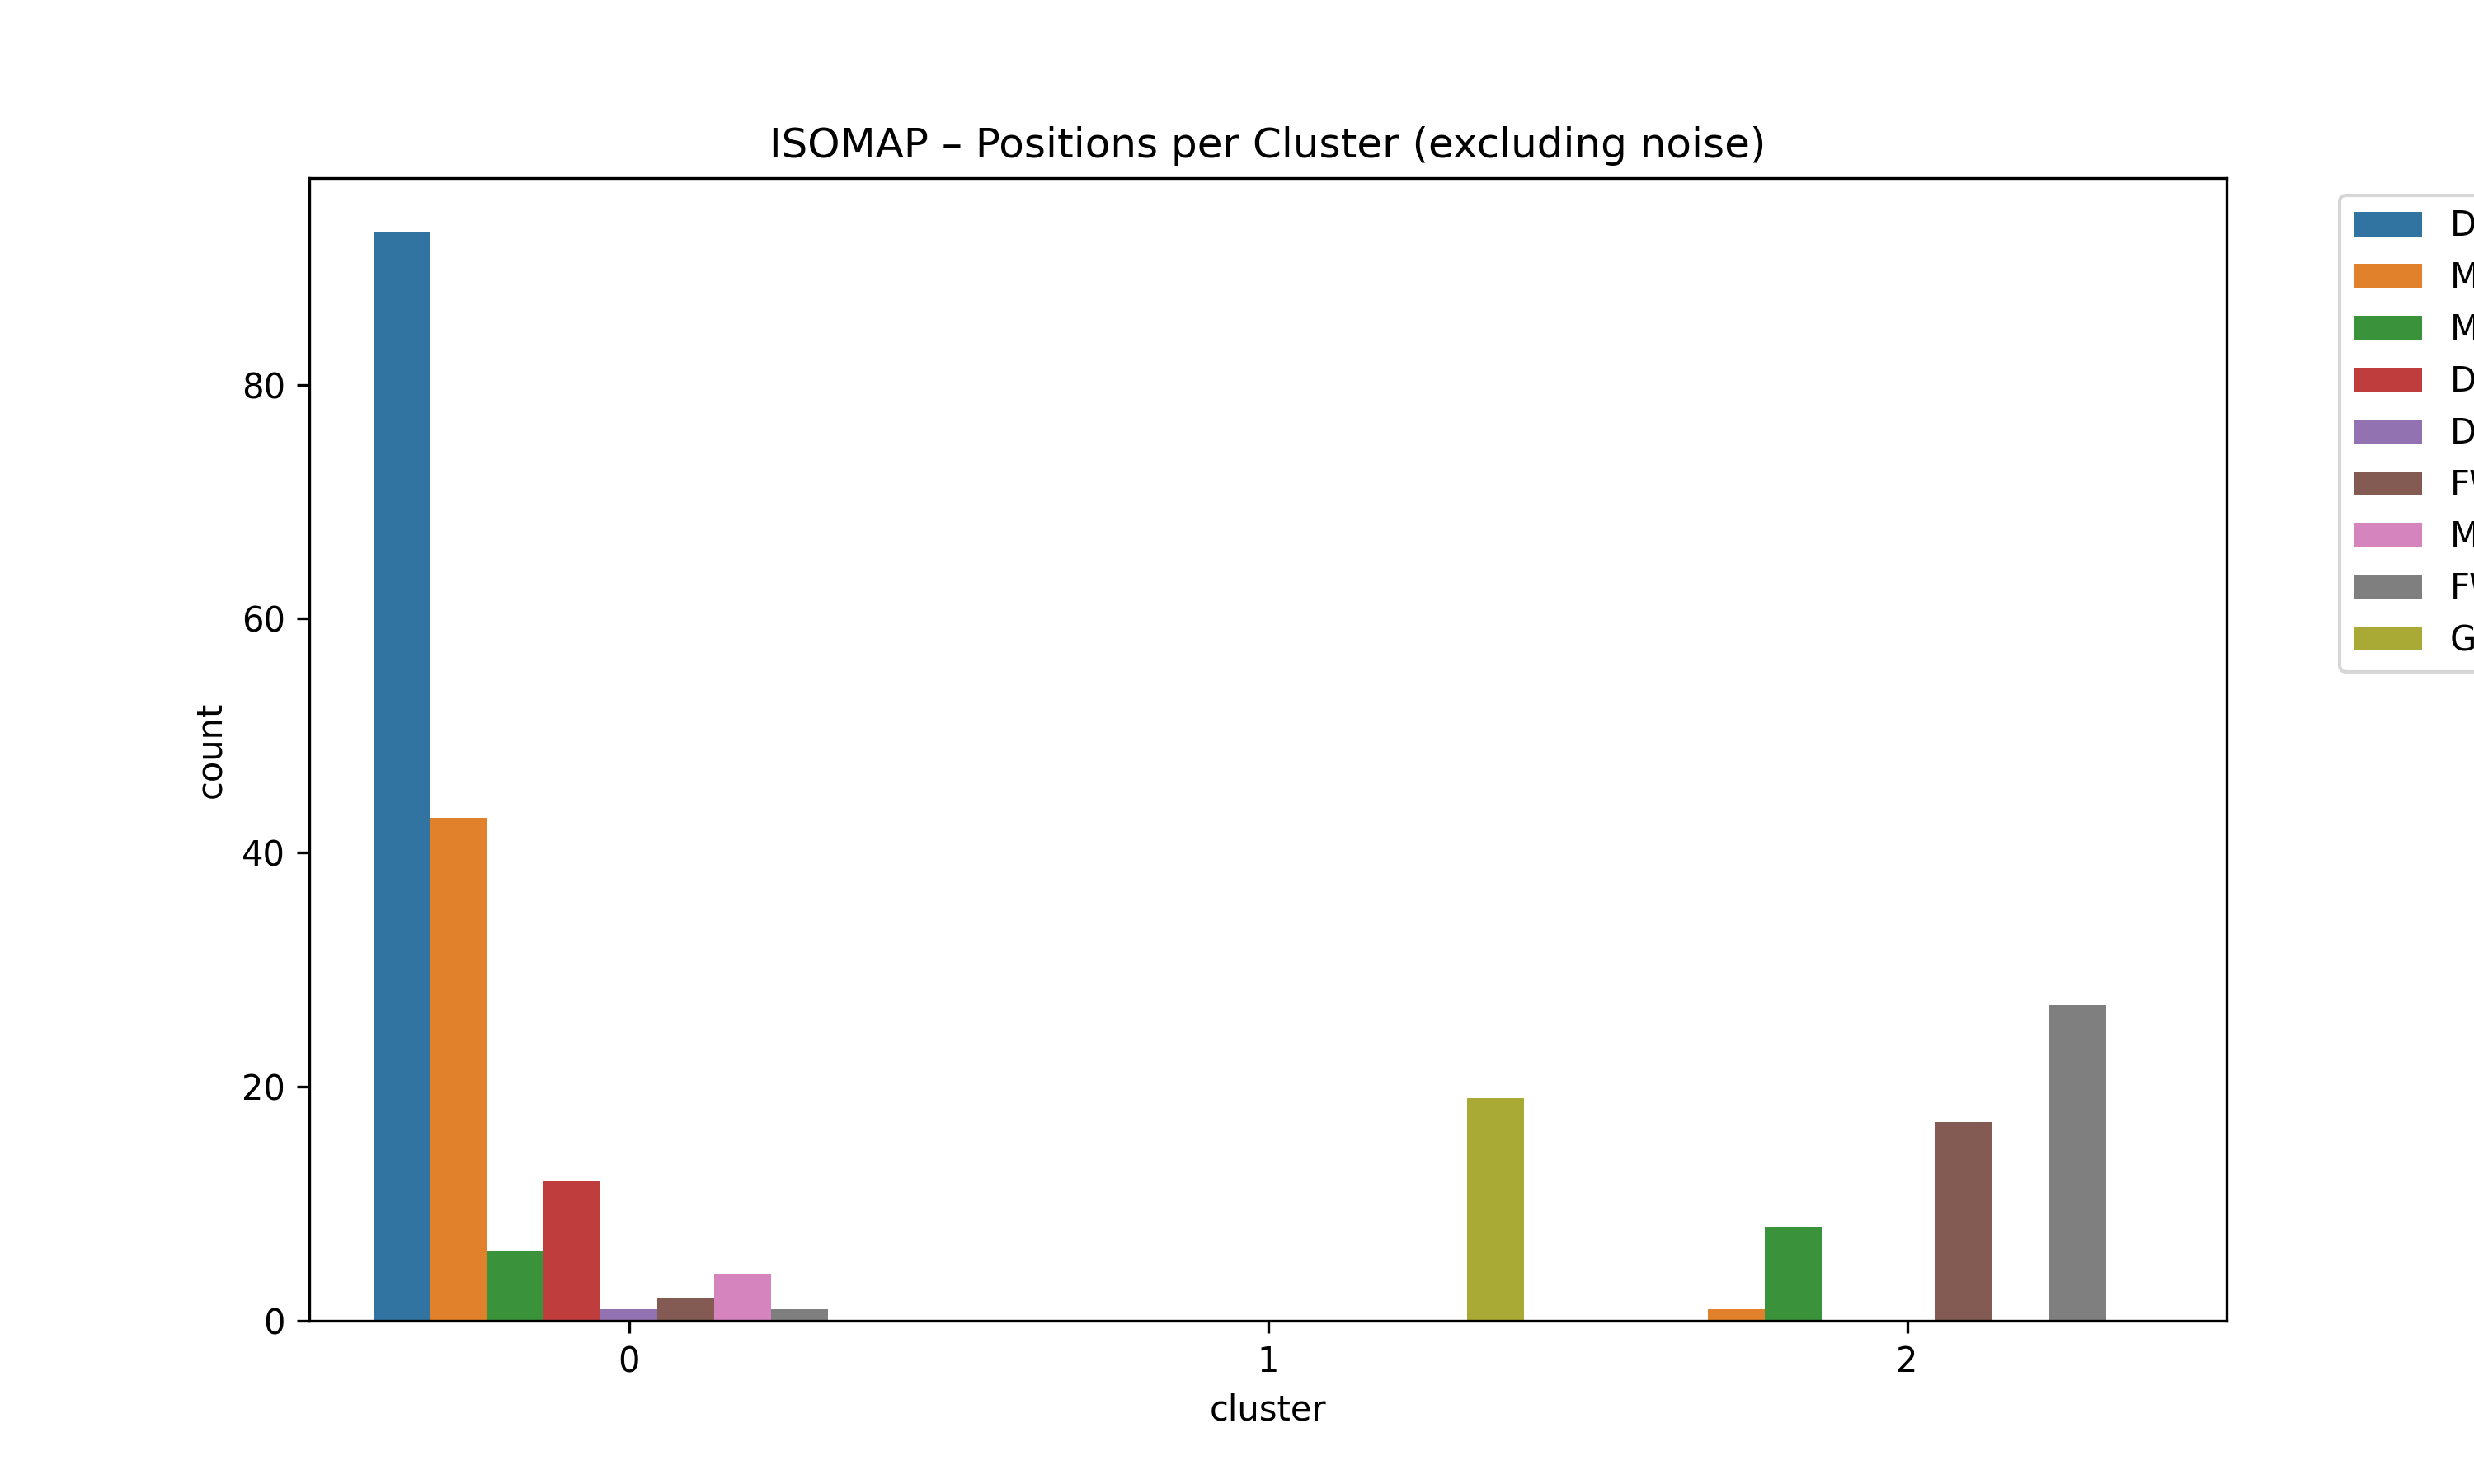 ISOMAP – Positions per Cluster (excluding noise)
D
M
M
D
D
F
M
F
G
80
60
40
20
0
count
0 1 2
cluster